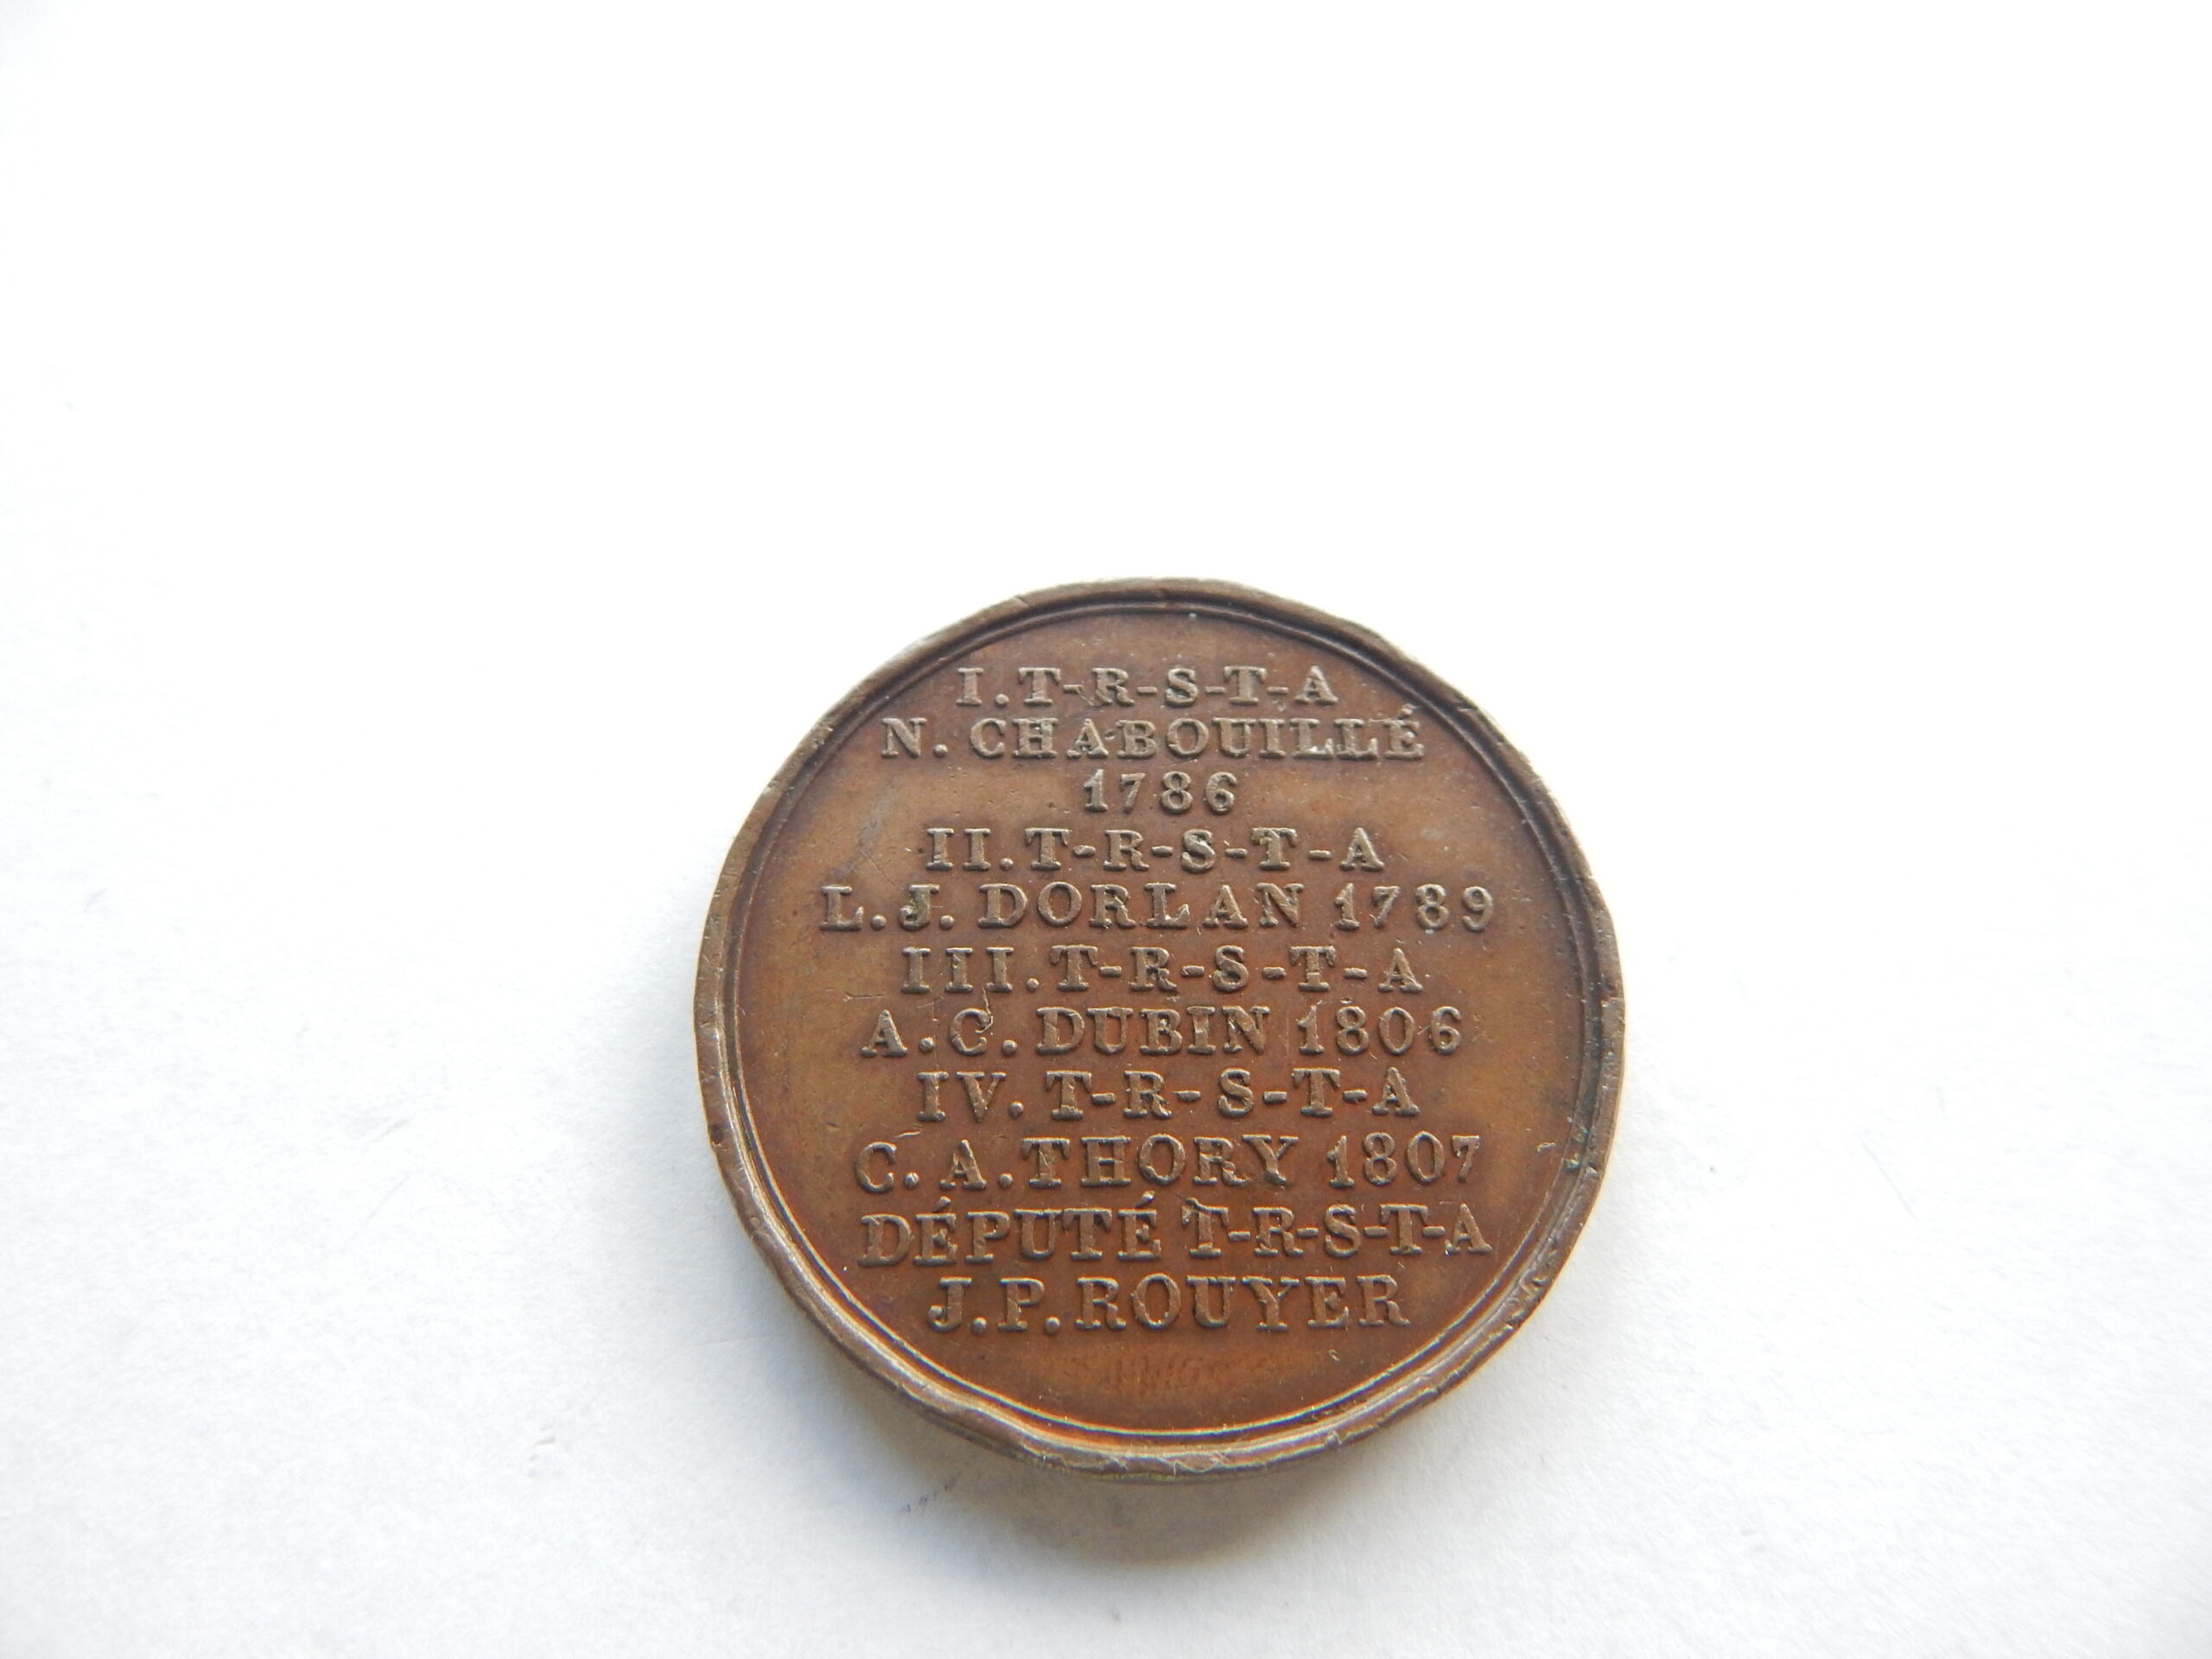 I. T-R-S-T-A
N. CHABOUILLÉ
1786
II. T-R-S-T-A
L. J. DORLAN 1789
III. T-R-S-T-A
A. C. DUBIN 1806
IV. T-R-S-T-A
C. A. THORY 1807
DÉPUTÉ T-R-S-T-A
J. P. ROUYER